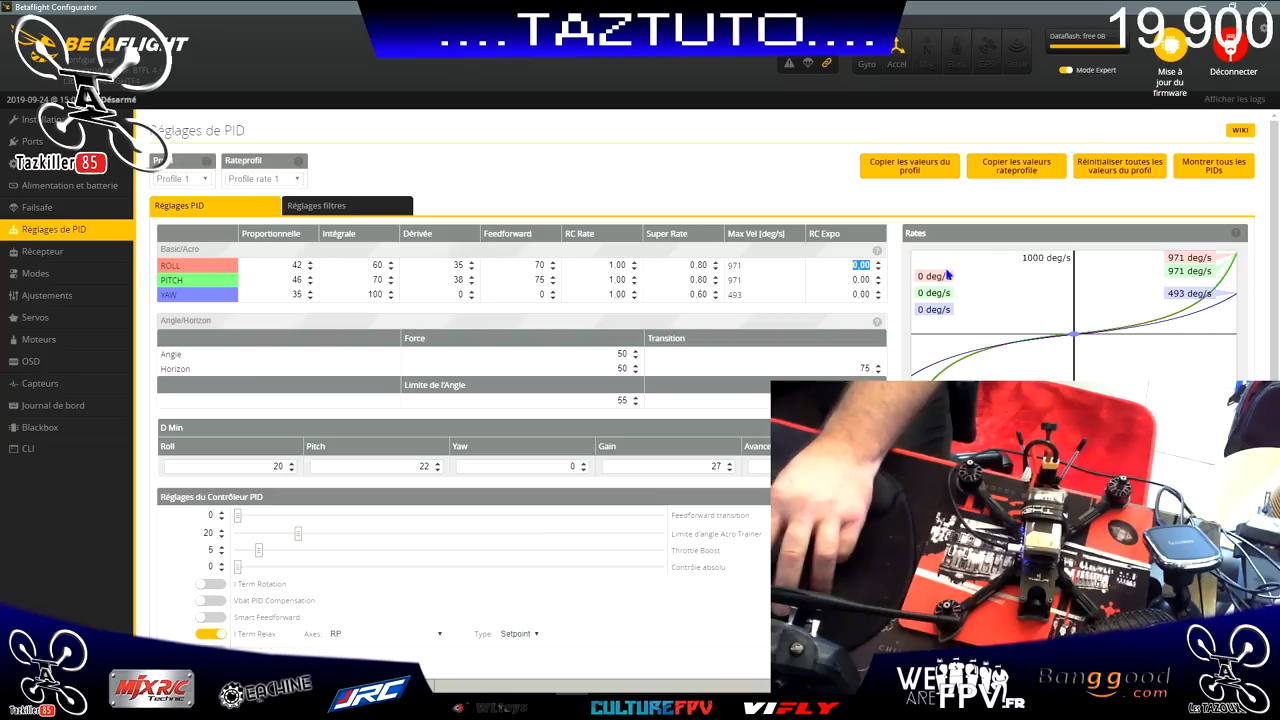 Betaflight Configurator
....TAZTUTO....
19,900
BETAFLIGHT
Gyro Accel
Dataflash: free 0B
Mode Expert
Mise à
jour du
firmware
Déconnecter
2019-09-24 @ 15 Désarmé
Afficher les logs
Tazkiller 85
Ports
Alimentation et batterie
Failsafe
Réglages de PID
Récepteur
Modes
Ajustements
Servos
Moteurs
OSD
Capteurs
Journal de bord
Blackbox
CLI
Réglages de PID
WIKI
Rateprofil
Profile 1
Profile rate 1
Copier les valeurs du
profil
Copier les valeurs
rateprofile
Réinitialiser toutes les
valeurs du profil
Montrer tous les
PIDs
Réglages PID
Réglages filtres
Proportionnelle Intégrale Dérivée Feedforward RC Rate Super Rate Max Vel [deg/s] RC Expo
Basic/Acro
ROLL 42 60 35 70 1,00 0,80 971 0,00
PITCH 46 70 38 75 1,00 0,80 971 0,00
YAW 35 100 0 0 1,00 0,60 493 0,00
Angle/Horizon
Force Transition
Angle 50
Horizon 50 75
Limite de l'Angle
55
Rates
1000 deg/s
971 deg/s
971 deg/s
493 deg/s
0 deg/s
0 deg/s
0 deg/s
D Min
Roll Pitch Yaw Gain
20 22 0 27
Réglages du Contrôleur PID
0 Feedforward transition
20 Limite d'angle Acro Trainer
5 Throttle Boost
0 Contrôle absolu
I Term Rotation
Vbat PID Compensation
Smart Feedforward
I Term Relax Axes: RP Type: Setpoint
Tazkiller 85
MJXR/C
Technic
EACHINE
JJRC
WLtoys
CULTUREFPV
VIFLY
WE
ARE
FPV.FR
Banggood
.com
LES TAZOUX